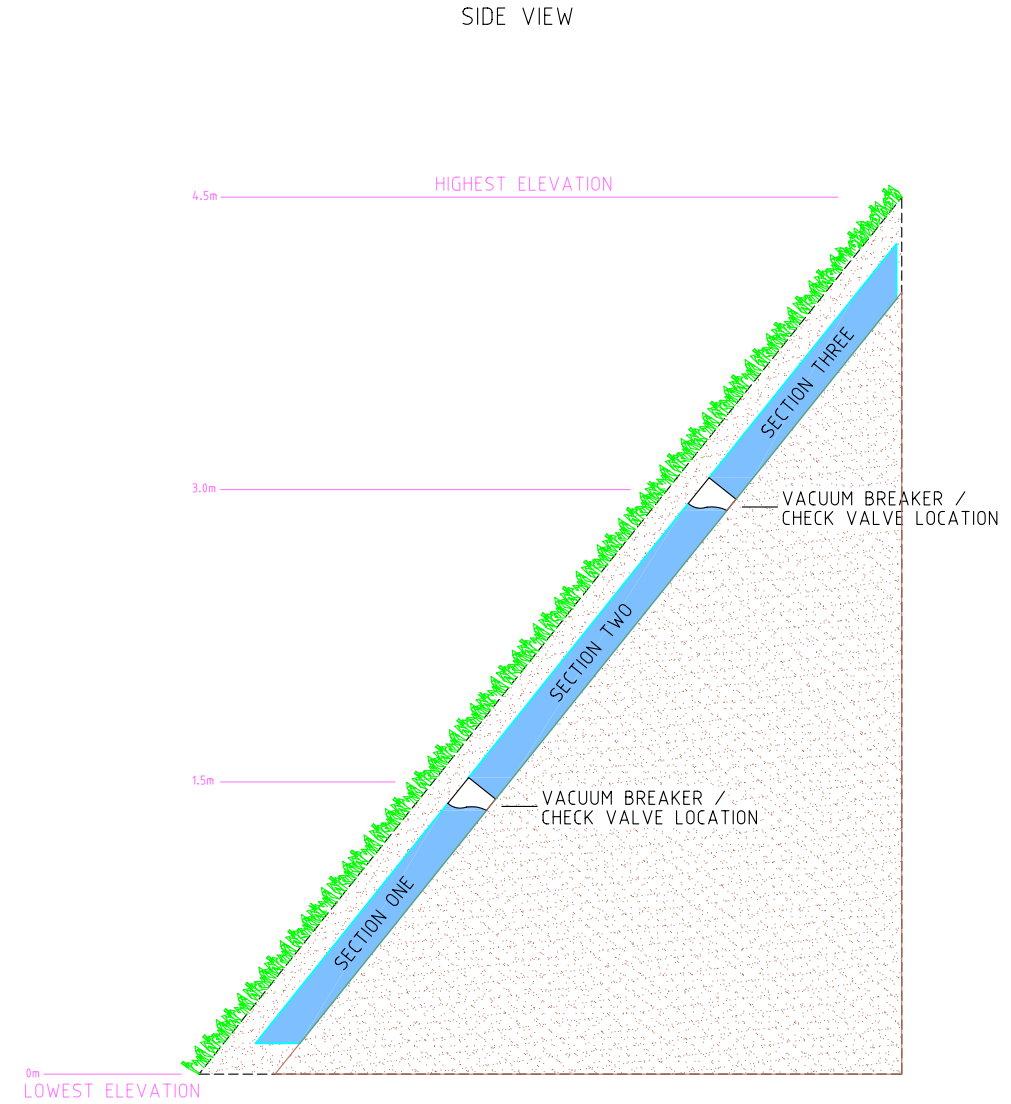 SIDE VIEW
HIGHEST ELEVATION
4.5m
SECTION THREE
3.0m
VACUUM BREAKER /
CHECK VALVE LOCATION
SECTION TWO
1.5m
VACUUM BREAKER /
CHECK VALVE LOCATION
SECTION ONE
0m
LOWEST ELEVATION